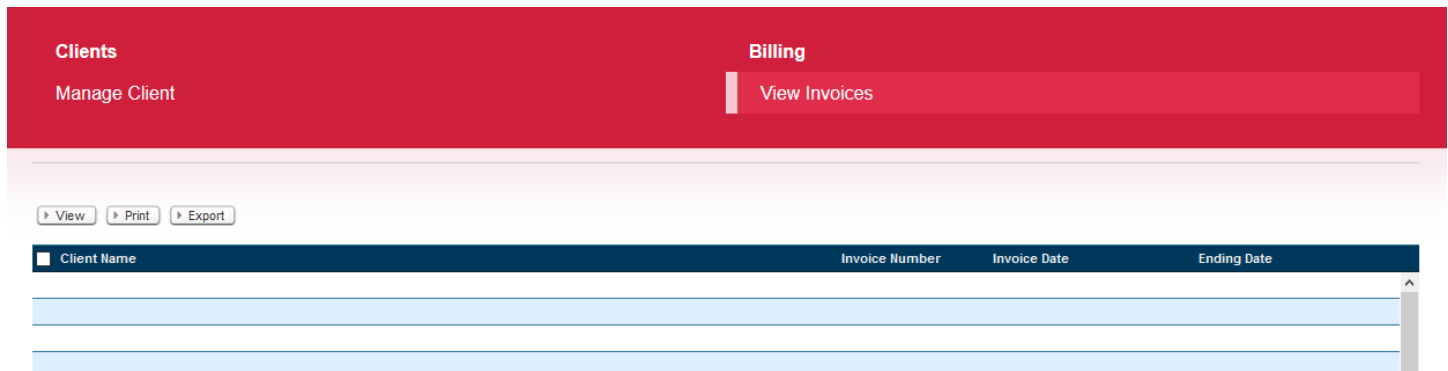 Clients
Billing
Manage Client
View Invoices
View Print Export
Client Name Invoice Number Invoice Date Ending Date